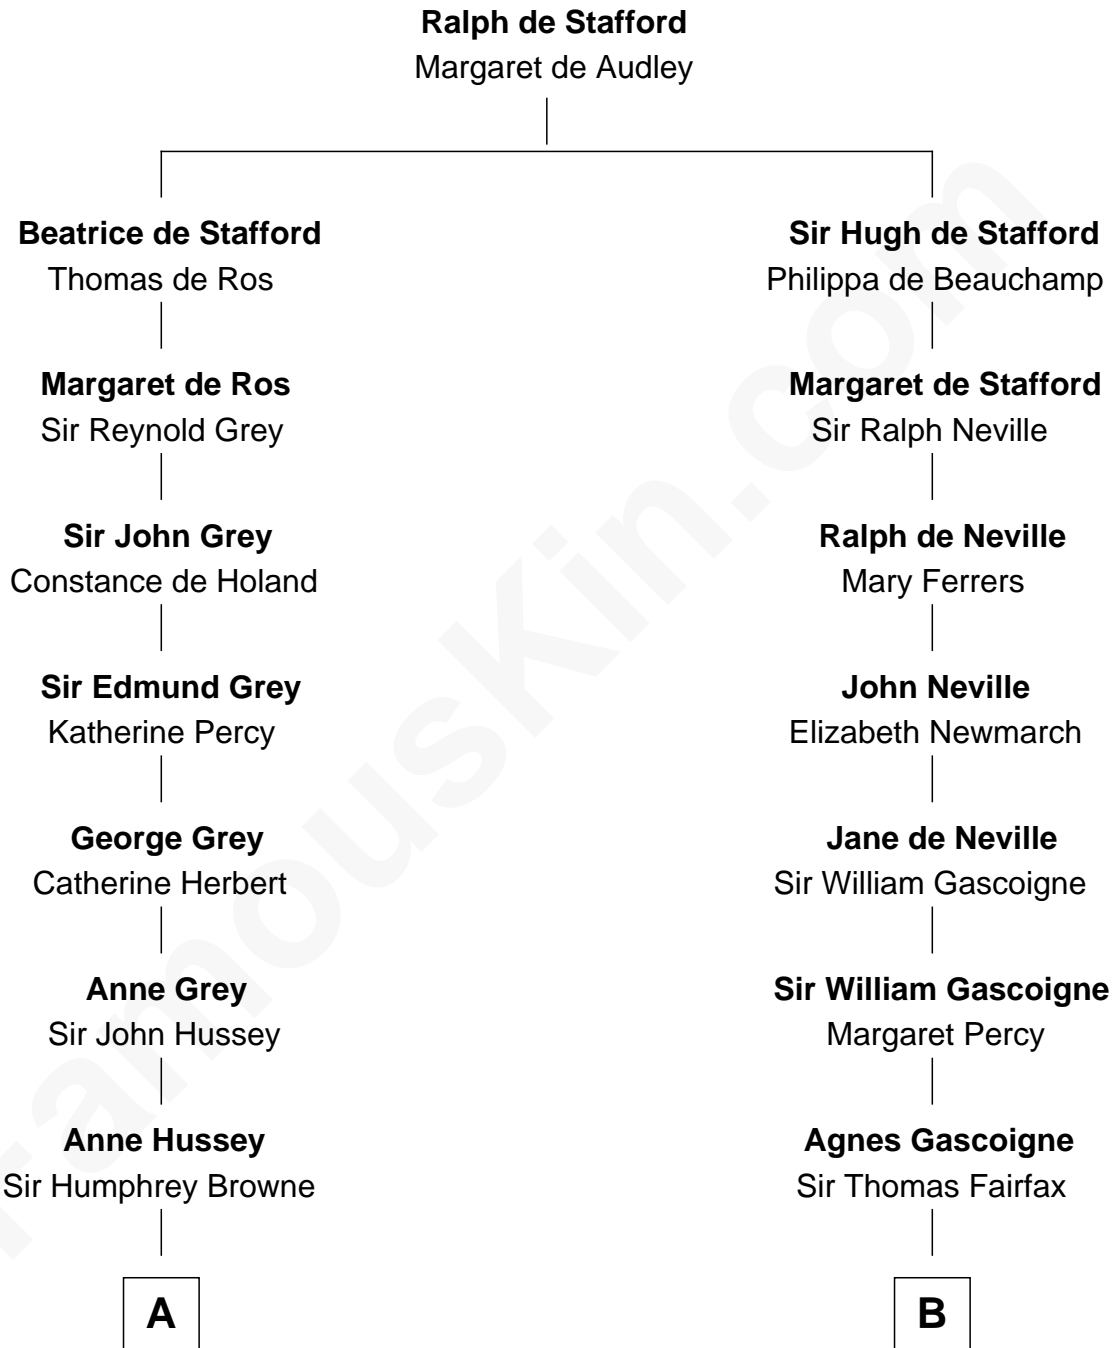 Ralph de Stafford
Margaret de Audley
Beatrice de Stafford
Thomas de Ros
Sir Hugh de Stafford
Philippa de Beauchamp
Margaret de Ros
Sir Reynold Grey
Margaret de Stafford
Sir Ralph Neville
Sir John Grey
Constance de Holand
Ralph de Neville
Mary Ferrers
Sir Edmund Grey
Katherine Percy
John Neville
Elizabeth Newmarch
George Grey
Catherine Herbert
Jane de Neville
Sir William Gascoigne
Anne Grey
Sir John Hussey
Sir William Gascoigne
Margaret Percy
Anne Hussey
Sir Humphrey Browne
Agnes Gascoigne
Sir Thomas Fairfax
A
B
FamousKin.com